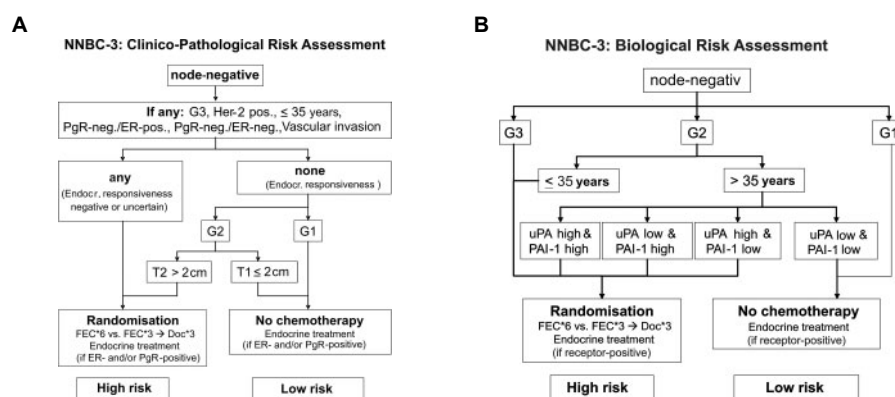 A
NNBC-3: Clinico-Pathological Risk Assessment
node-negative
If any: G3, Her-2 pos., ≤ 35 years,
PgR-neg./ER-pos., PgR-neg./ER-neg.,Vascular invasion
any
(Endocr. responsiveness
negative or uncertain)
none
(Endocr. responsiveness )
G2
G1
T2 > 2cm
T1 ≤ 2cm
Randomisation
FEC*6 vs. FEC*3 → Doc*3
Endocrine treatment
(if ER- and/or PgR-positive)
No chemotherapy
Endocrine treatment
(if ER- and/or PgR-positive)
High risk
Low risk
B
NNBC-3: Biological Risk Assessment
node-negativ
G3
G2
G1
≤ 35 years
> 35 years
uPA high &
PAI-1
high
uPA low &
PAI-1
high
uPA high &
PAI-1 low
uPA low &
PAI-1 low
Randomisation
FEC*6 vs. FEC*3 → Doc*3
Endocrine treatment
(if receptor-positive)
No chemotherapy
Endocrine treatment
(if receptor-positive)
High risk
Low risk